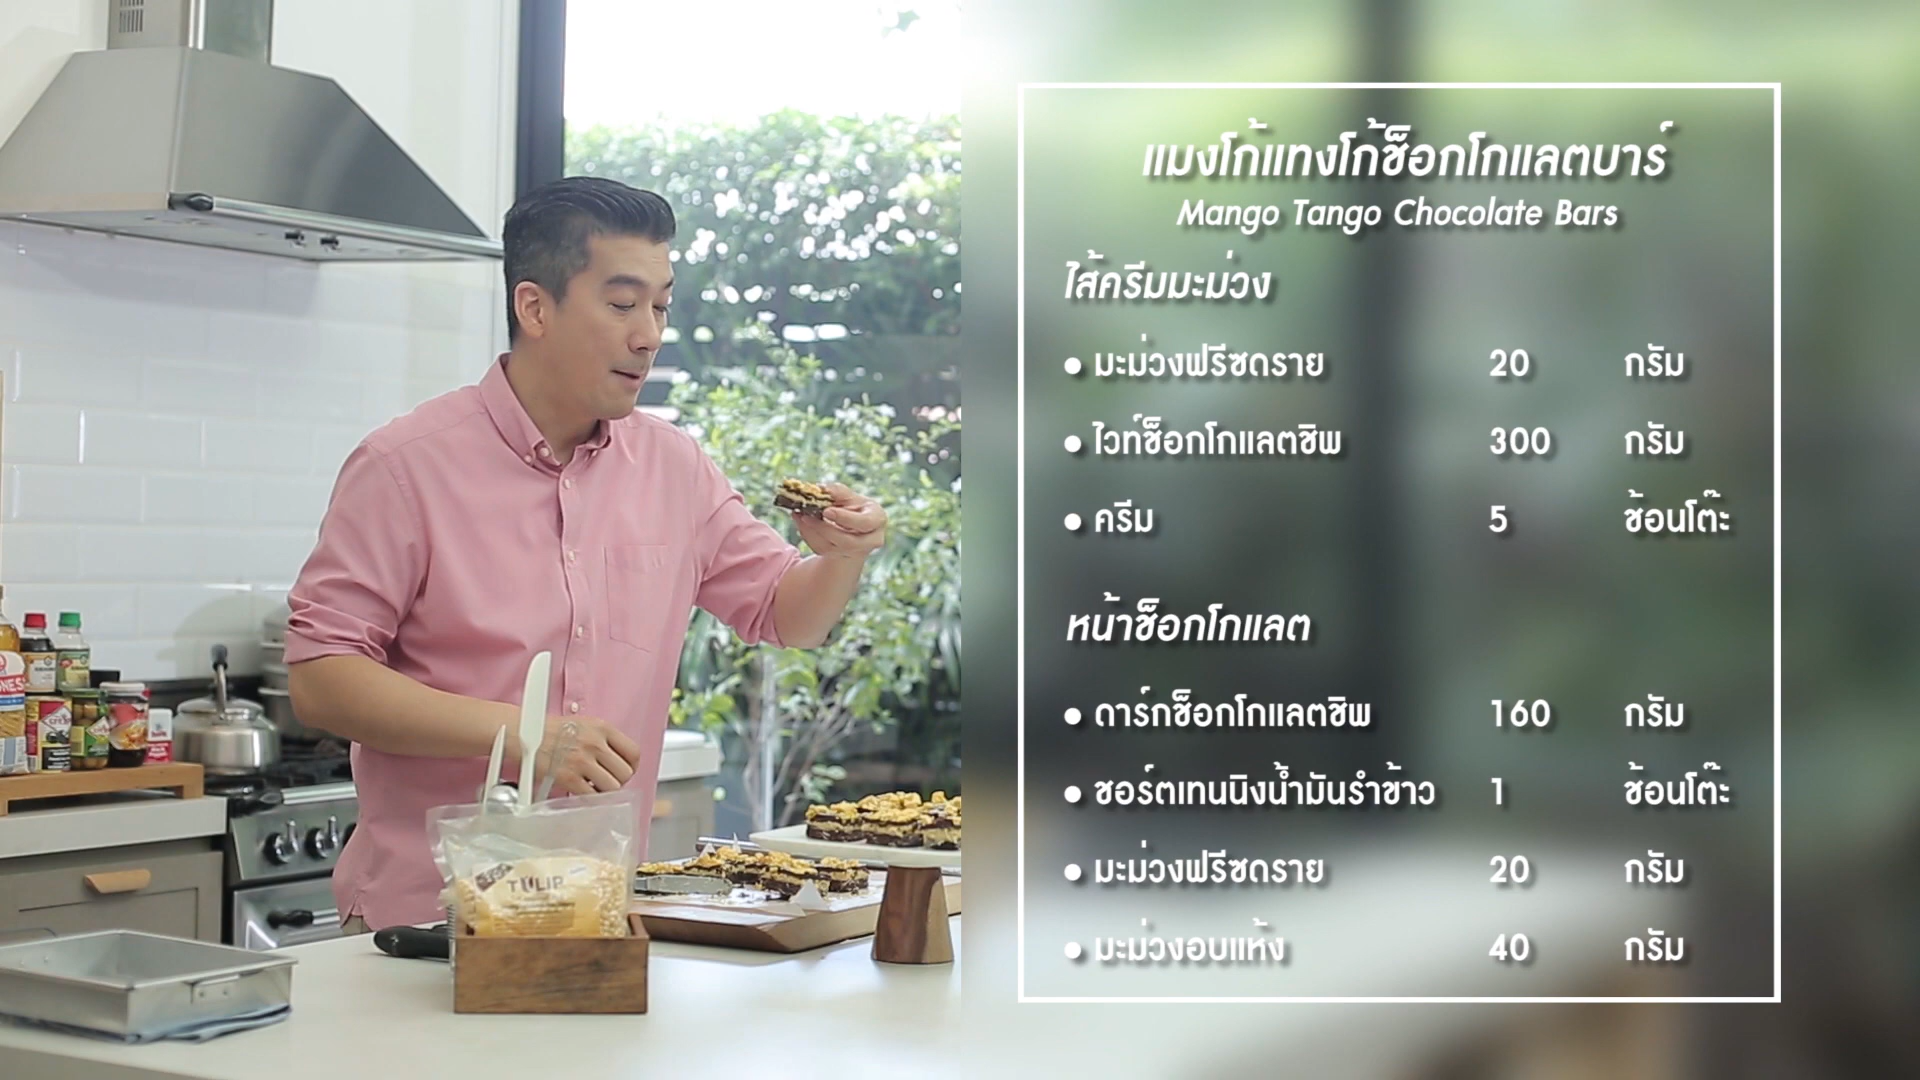 แมงโก้แทงโก้ช็อกโกแลตบาร์
Mango Tango Chocolate Bars
ไส้ครีมมะม่วง
• มะม่วงฟรีซดราย 20 กรัม
• ไวท์ช็อกโกแลตชิพ 300 กรัม
• ครีม 5 ช้อนโต๊ะ
หน้าช็อกโกแลต
• ดาร์กช็อกโกแลตชิพ 160 กรัม
• ชอร์ตเทนนิงน้ำมันรำข้าว 1 ช้อนโต๊ะ
• มะม่วงฟรีซดราย 20 กรัม
• มะม่วงอบแห้ง 40 กรัม
TULIP